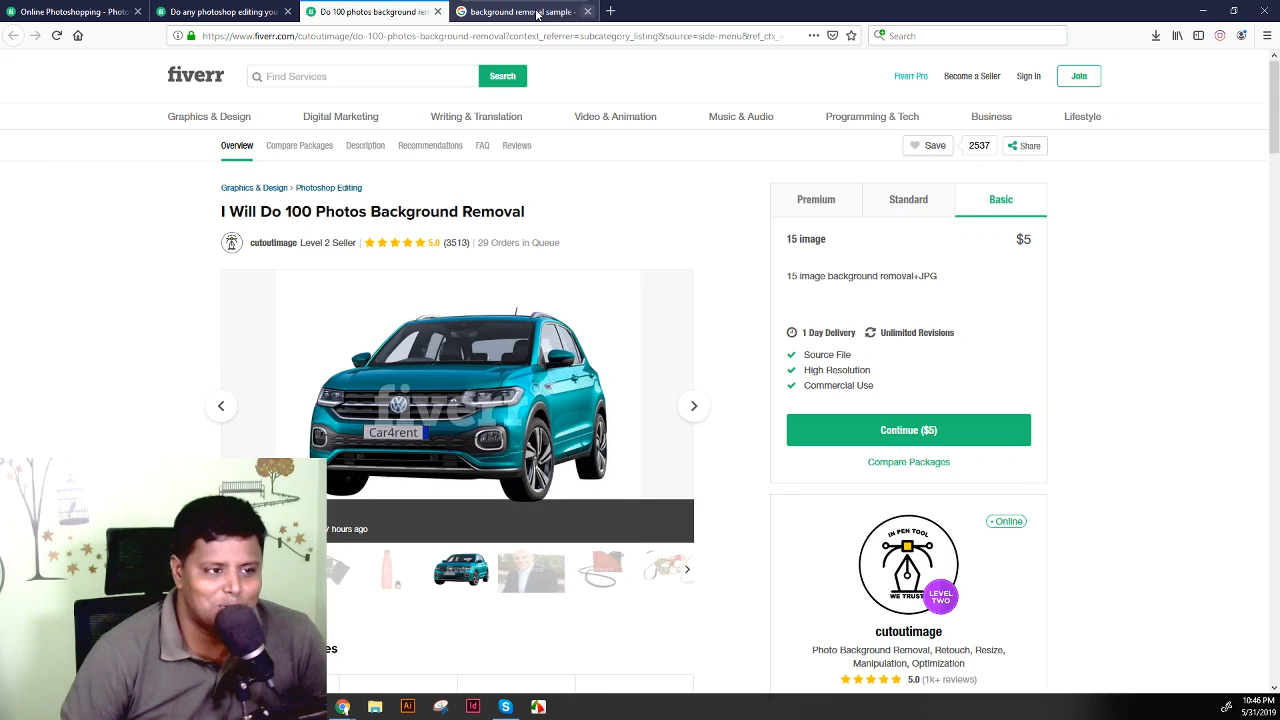 Online Photoshopping - Photo
Do any photoshop editing you
Do 100 photos background rem
background removal sample -
https://www.fiverr.com/cutoutimage/do-100-photos-background-removal?context_referrer=subcategory_listing&source=side-menu&ref_ctx_i
Search
fiverr
Find Services
Search
Fiverr Pro
Become a Seller
Sign In
Join
Graphics & Design
Digital Marketing
Writing & Translation
Video & Animation
Music & Audio
Programming & Tech
Business
Lifestyle
Overview
Compare Packages
Description
Recommendations
FAQ
Reviews
Save
2537
Share
Graphics & Design › Photoshop Editing
I Will Do 100 Photos Background Removal
cutoutimage Level 2 Seller | 5.0 (3513) | 29 Orders in Queue
fiverr
Car4rent
hours ago
es
Premium
Standard
Basic
15 image
$5
15 image background removal+JPG
1 Day Delivery
Unlimited Revisions
Source File
High Resolution
Commercial Use
Continue ($5)
Compare Packages
• Online
IN PEN TOOL
WE TRUST
LEVEL
TWO
cutoutimage
Photo Background Removal, Retouch, Resize,
Manipulation, Optimization
5.0 (1k+ reviews)
Ai
Id
S
10:46 PM
5/31/2019